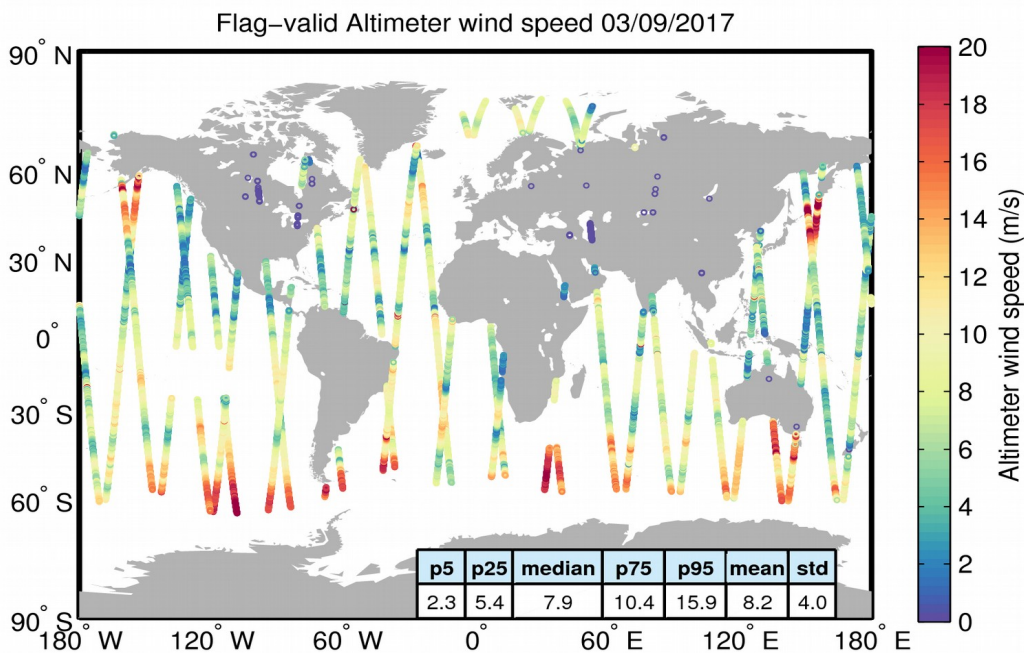 Flag−valid Altimeter wind speed 03/09/2017
90° N
60° N
30° N
0°
30° S
60° S
90° S
180° W
120° W
60° W
0°
60° E
120° E
180° E
p5 p25 median p75 p95 mean std
2.3 5.4 7.9 10.4 15.9 8.2 4.0
20
18
16
14
12
10
8
6
4
2
0
Altimeter wind speed (m/s)